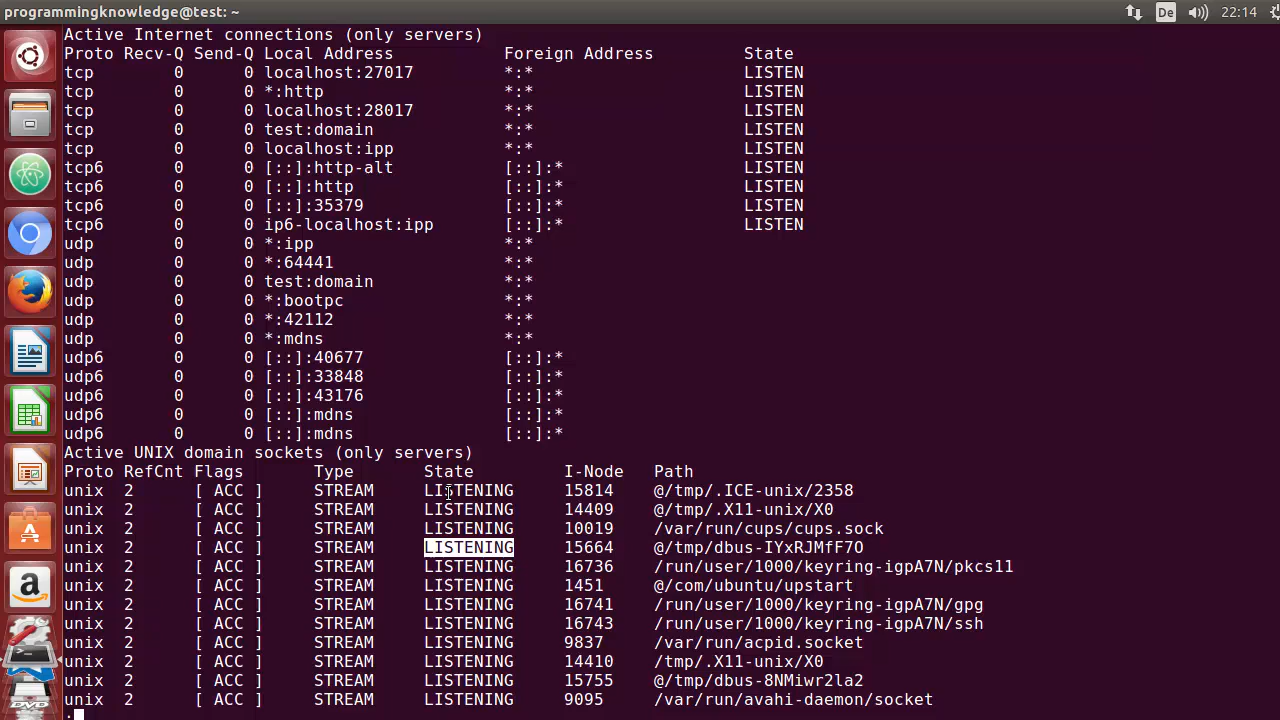 programmingknowledge@test: ~
De
22:14
Active Internet connections (only servers)
Proto Recv-Q Send-Q Local Address           Foreign Address         State
tcp        0      0 localhost:27017         *:*                     LISTEN
tcp        0      0 *:http                  *:*                     LISTEN
tcp        0      0 localhost:28017         *:*                     LISTEN
tcp        0      0 test:domain             *:*                     LISTEN
tcp        0      0 localhost:ipp           *:*                     LISTEN
tcp6       0      0 [::]:http-alt           [::]:*                  LISTEN
tcp6       0      0 [::]:http               [::]:*                  LISTEN
tcp6       0      0 [::]:35379              [::]:*                  LISTEN
tcp6       0      0 ip6-localhost:ipp       [::]:*                  LISTEN
udp        0      0 *:ipp                   *:*
udp        0      0 *:64441                 *:*
udp        0      0 test:domain             *:*
udp        0      0 *:bootpc                *:*
udp        0      0 *:42112                 *:*
udp        0      0 *:mdns                  *:*
udp6       0      0 [::]:40677              [::]:*
udp6       0      0 [::]:33848              [::]:*
udp6       0      0 [::]:43176              [::]:*
udp6       0      0 [::]:mdns               [::]:*
udp6       0      0 [::]:mdns               [::]:*
Active UNIX domain sockets (only servers)
Proto RefCnt Flags       Type       State         I-Node   Path
unix  2      [ ACC ]     STREAM     LISTENING     15814    @/tmp/.ICE-unix/2358
unix  2      [ ACC ]     STREAM     LISTENING     14409    @/tmp/.X11-unix/X0
unix  2      [ ACC ]     STREAM     LISTENING     10019    /var/run/cups/cups.sock
unix  2      [ ACC ]     STREAM     LISTENING     15664    @/tmp/dbus-IYxRJMfF7O
unix  2      [ ACC ]     STREAM     LISTENING     16736    /run/user/1000/keyring-igpA7N/pkcs11
unix  2      [ ACC ]     STREAM     LISTENING     1451     @/com/ubuntu/upstart
unix  2      [ ACC ]     STREAM     LISTENING     16741    /run/user/1000/keyring-igpA7N/gpg
unix  2      [ ACC ]     STREAM     LISTENING     16743    /run/user/1000/keyring-igpA7N/ssh
unix  2      [ ACC ]     STREAM     LISTENING     9837     /var/run/acpid.socket
unix  2      [ ACC ]     STREAM     LISTENING     14410    /tmp/.X11-unix/X0
unix  2      [ ACC ]     STREAM     LISTENING     15755    @/tmp/dbus-8NMiwr2la2
unix  2      [ ACC ]     STREAM     LISTENING     9095     /var/run/avahi-daemon/socket